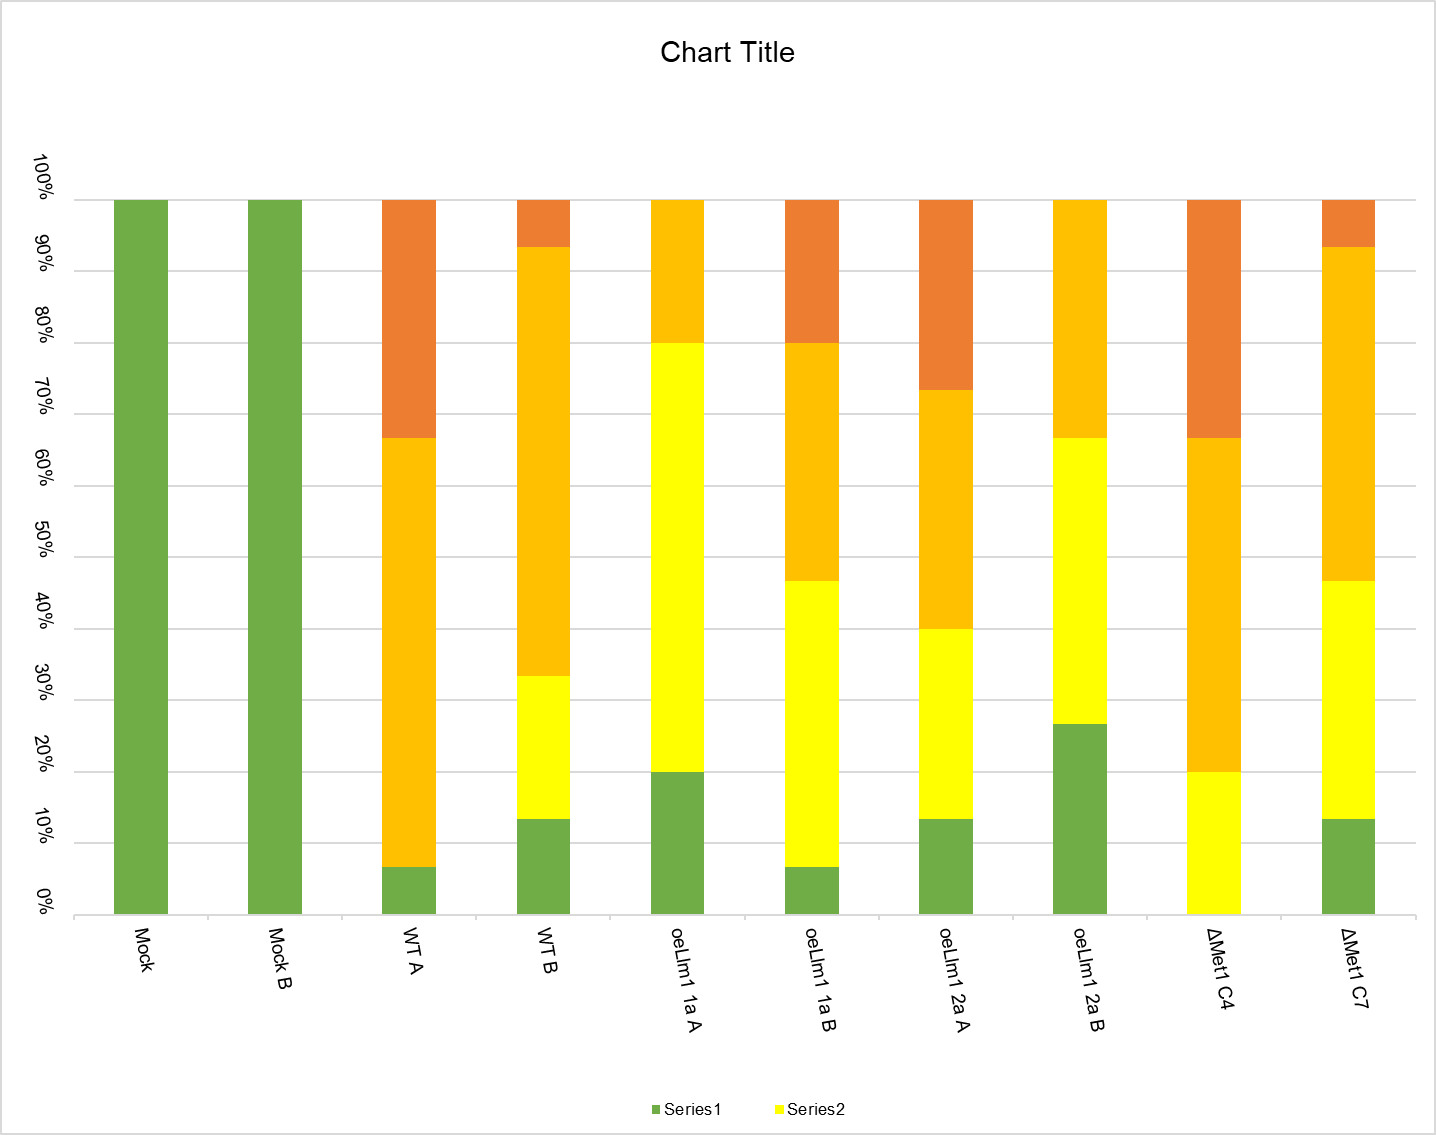 Chart Title
100%
90%
80%
70%
60%
50%
40%
30%
20%
10%
0%
Mock
Mock B
WT A
WT B
oeLlm1 1a A
oeLlm1 1a B
oeLlm1 2a A
oeLlm1 2a B
ΔMet1 C4
ΔMet1 C7
Series1
Series2